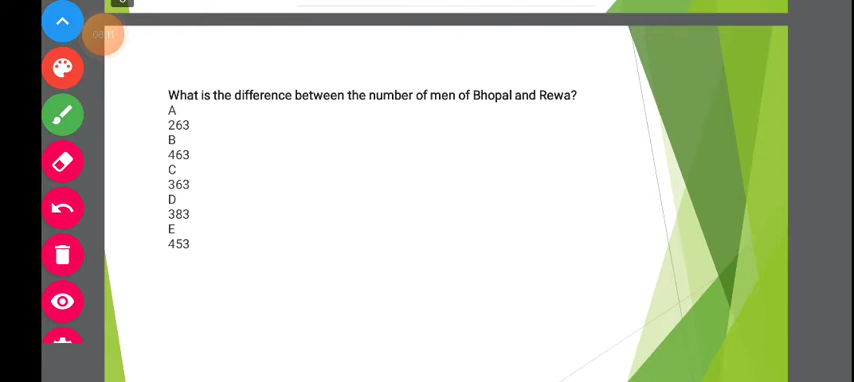 What is the difference between the number of men of Bhopal and Rewa?
A
263
B
463
C
363
D
383
E
453